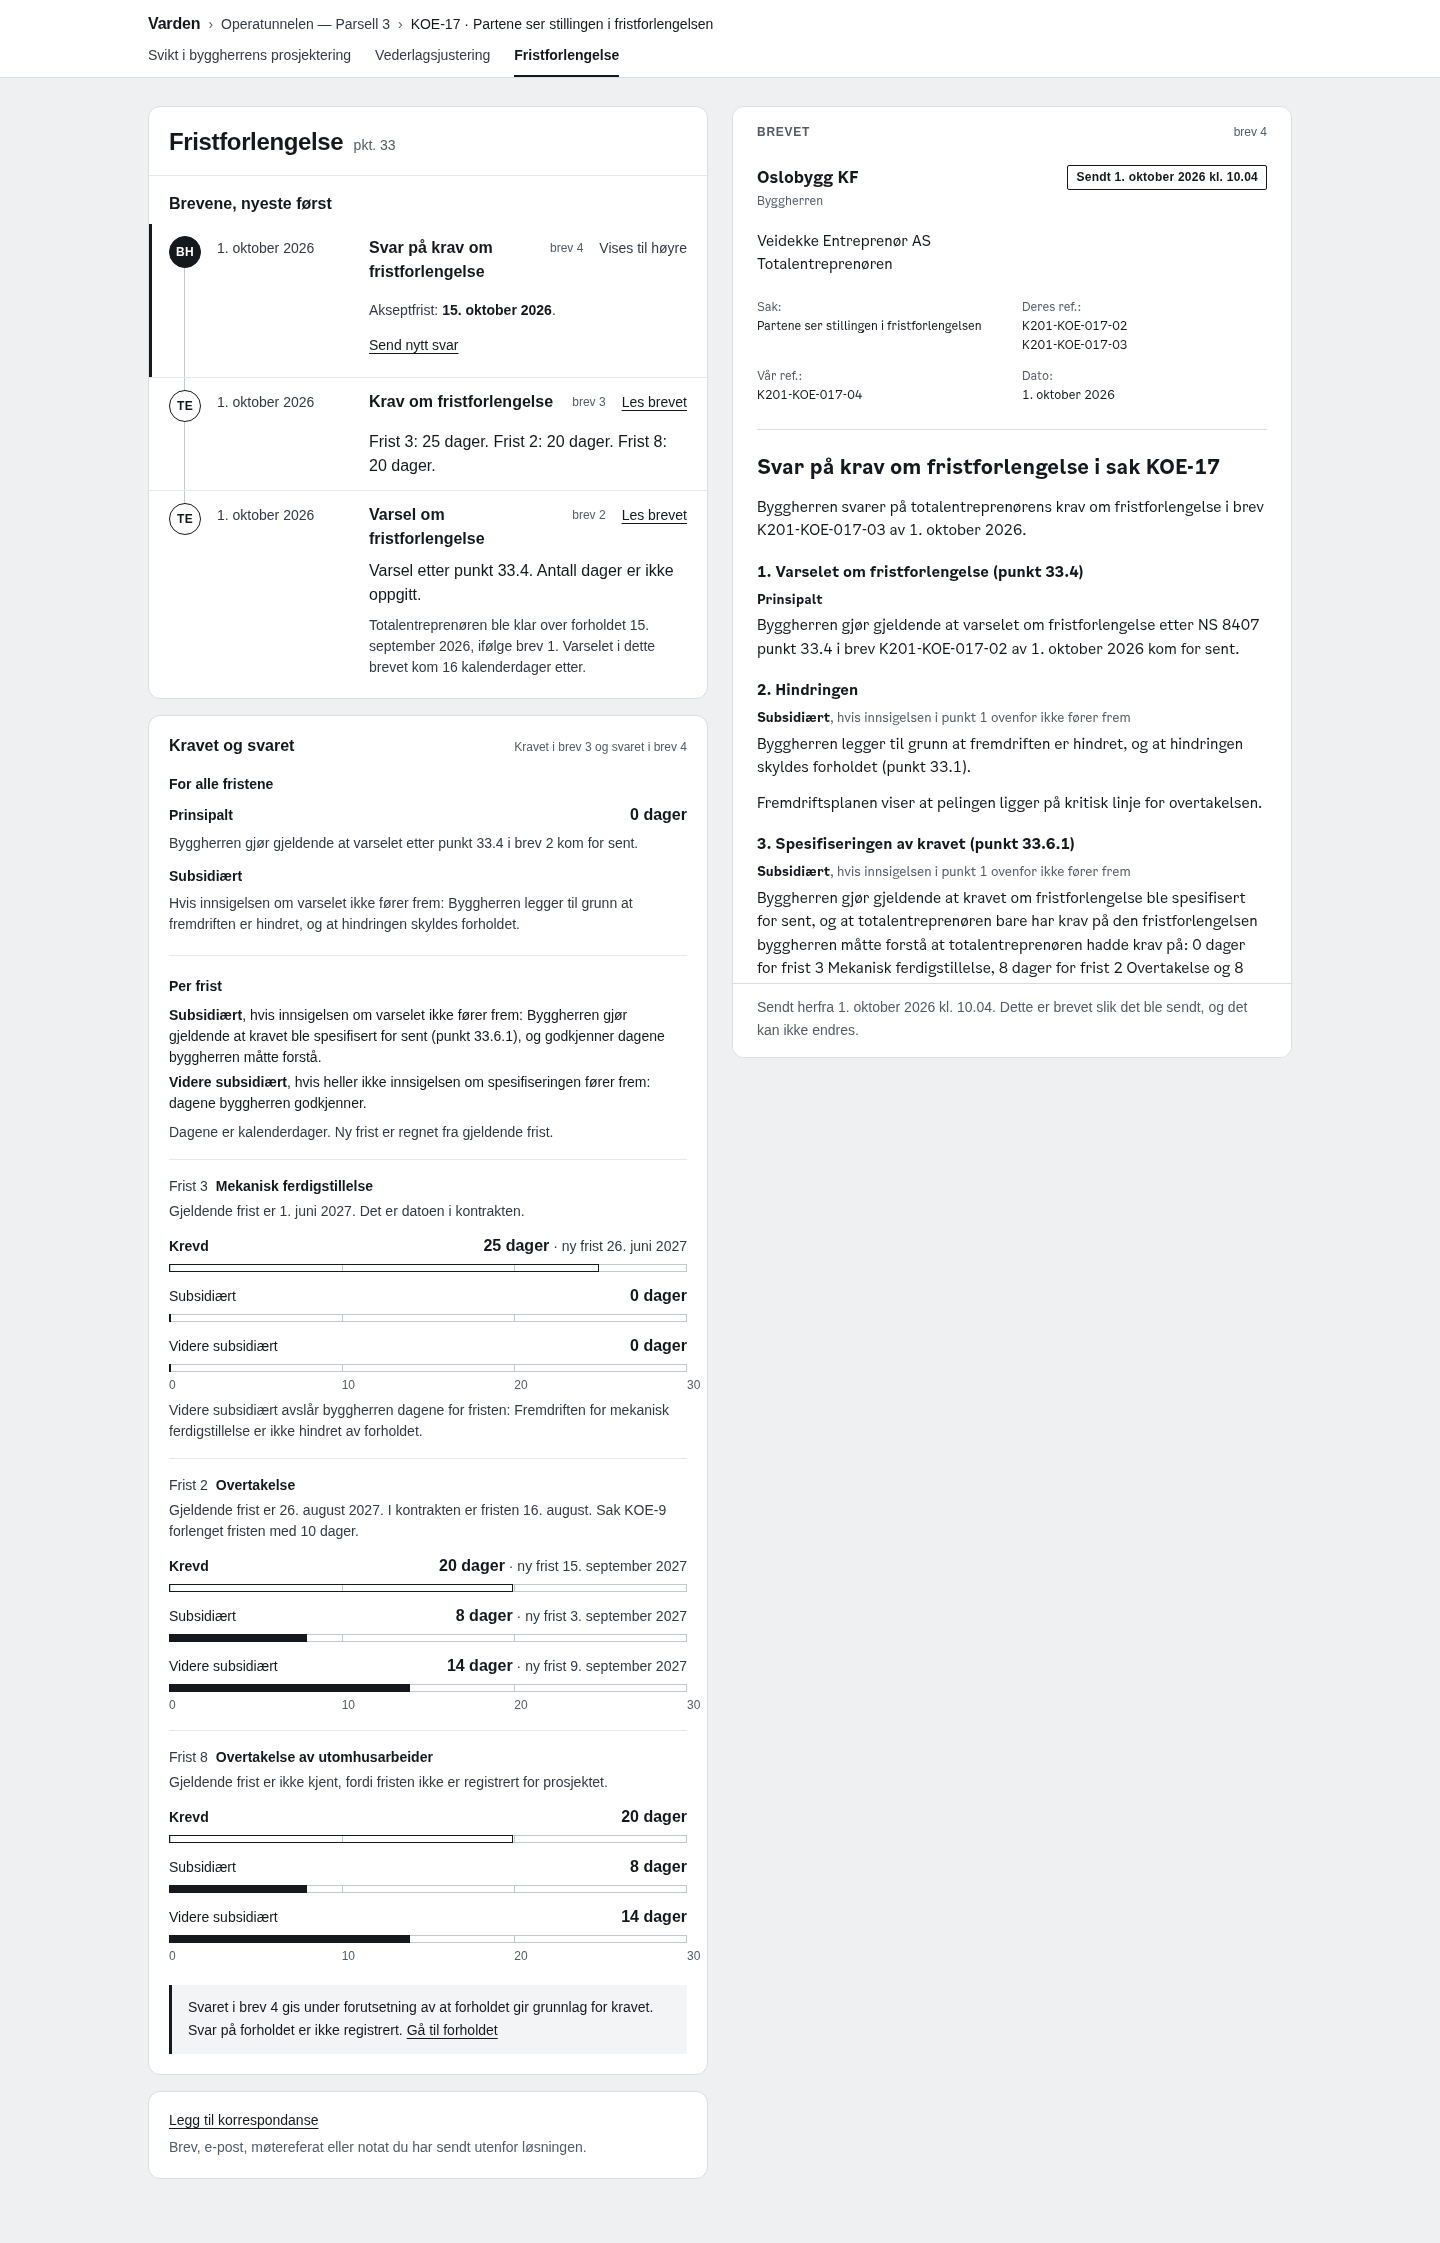 Varden › Operatunnelen — Parsell 3 › KOE-17 · Partene ser stillingen i fristforlengelsen
Svikt i byggherrens prosjektering Vederlagsjustering Fristforlengelse
Fristforlengelse pkt. 33
Brevene, nyeste først
BH 1. oktober 2026 Svar på krav om fristforlengelse brev 4 Vises til høyre
Akseptfrist: 15. oktober 2026.
Send nytt svar
TE 1. oktober 2026 Krav om fristforlengelse brev 3 Les brevet
Frist 3: 25 dager. Frist 2: 20 dager. Frist 8:
20 dager.
TE 1. oktober 2026 Varsel om fristforlengelse brev 2 Les brevet
Varsel etter punkt 33.4. Antall dager er ikke
oppgitt.
Totalentreprenøren ble klar over forholdet 15.
september 2026, ifølge brev 1. Varselet i dette
brevet kom 16 kalenderdager etter.
Kravet og svaret Kravet i brev 3 og svaret i brev 4
For alle fristene
Prinsipalt 0 dager
Byggherren gjør gjeldende at varselet etter punkt 33.4 i brev 2 kom for sent.
Subsidiært
Hvis innsigelsen om varselet ikke fører frem: Byggherren legger til grunn at
fremdriften er hindret, og at hindringen skyldes forholdet.
Per frist
Subsidiært, hvis innsigelsen om varselet ikke fører frem: Byggherren gjør
gjeldende at kravet ble spesifisert for sent (punkt 33.6.1), og godkjenner dagene
byggherren måtte forstå.
Videre subsidiært, hvis heller ikke innsigelsen om spesifiseringen fører frem:
dagene byggherren godkjenner.
Dagene er kalenderdager. Ny frist er regnet fra gjeldende frist.
Frist 3 Mekanisk ferdigstillelse
Gjeldende frist er 1. juni 2027. Det er datoen i kontrakten.
Krevd 25 dager · ny frist 26. juni 2027
Subsidiært 0 dager
Videre subsidiært 0 dager
0 10 20 30
Videre subsidiært avslår byggherren dagene for fristen: Fremdriften for mekanisk
ferdigstillelse er ikke hindret av forholdet.
Frist 2 Overtakelse
Gjeldende frist er 26. august 2027. I kontrakten er fristen 16. august. Sak KOE-9
forlenget fristen med 10 dager.
Krevd 20 dager · ny frist 15. september 2027
Subsidiært 8 dager · ny frist 3. september 2027
Videre subsidiært 14 dager · ny frist 9. september 2027
0 10 20 30
Frist 8 Overtakelse av utomhusarbeider
Gjeldende frist er ikke kjent, fordi fristen ikke er registrert for prosjektet.
Krevd 20 dager
Subsidiært 8 dager
Videre subsidiært 14 dager
0 10 20 30
Svaret i brev 4 gis under forutsetning av at forholdet gir grunnlag for kravet.
Svar på forholdet er ikke registrert. Gå til forholdet
Legg til korrespondanse
Brev, e-post, møtereferat eller notat du har sendt utenfor løsningen.
BREVET brev 4
Oslobygg KF Sendt 1. oktober 2026 kl. 10.04
Byggherren
Veidekke Entreprenør AS
Totalentreprenøren
Sak: Deres ref.:
Partene ser stillingen i fristforlengelsen K201-KOE-017-02
K201-KOE-017-03
Vår ref.: Dato:
K201-KOE-017-04 1. oktober 2026
Svar på krav om fristforlengelse i sak KOE-17
Byggherren svarer på totalentreprenørens krav om fristforlengelse i brev
K201-KOE-017-03 av 1. oktober 2026.
1. Varselet om fristforlengelse (punkt 33.4)
Prinsipalt
Byggherren gjør gjeldende at varselet om fristforlengelse etter NS 8407
punkt 33.4 i brev K201-KOE-017-02 av 1. oktober 2026 kom for sent.
2. Hindringen
Subsidiært, hvis innsigelsen i punkt 1 ovenfor ikke fører frem
Byggherren legger til grunn at fremdriften er hindret, og at hindringen
skyldes forholdet (punkt 33.1).
Fremdriftsplanen viser at pelingen ligger på kritisk linje for overtakelsen.
3. Spesifiseringen av kravet (punkt 33.6.1)
Subsidiært, hvis innsigelsen i punkt 1 ovenfor ikke fører frem
Byggherren gjør gjeldende at kravet om fristforlengelse ble spesifisert
for sent, og at totalentreprenøren bare har krav på den fristforlengelsen
byggherren måtte forstå at totalentreprenøren hadde krav på: 0 dager
for frist 3 Mekanisk ferdigstillelse, 8 dager for frist 2 Overtakelse og 8
Sendt herfra 1. oktober 2026 kl. 10.04. Dette er brevet slik det ble sendt, og det
kan ikke endres.